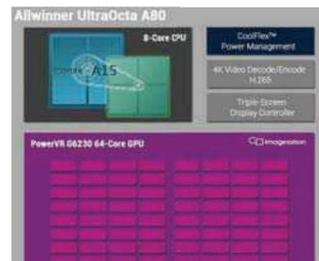 Allwinner UltraOcta A80
8-Core CPU
A15
CoolFlex™
Power Management
4K Video Decode/Encode
H.265
Triple-Screen
Display Controller
PowerVR G6230 64-Core GPU
Imagination